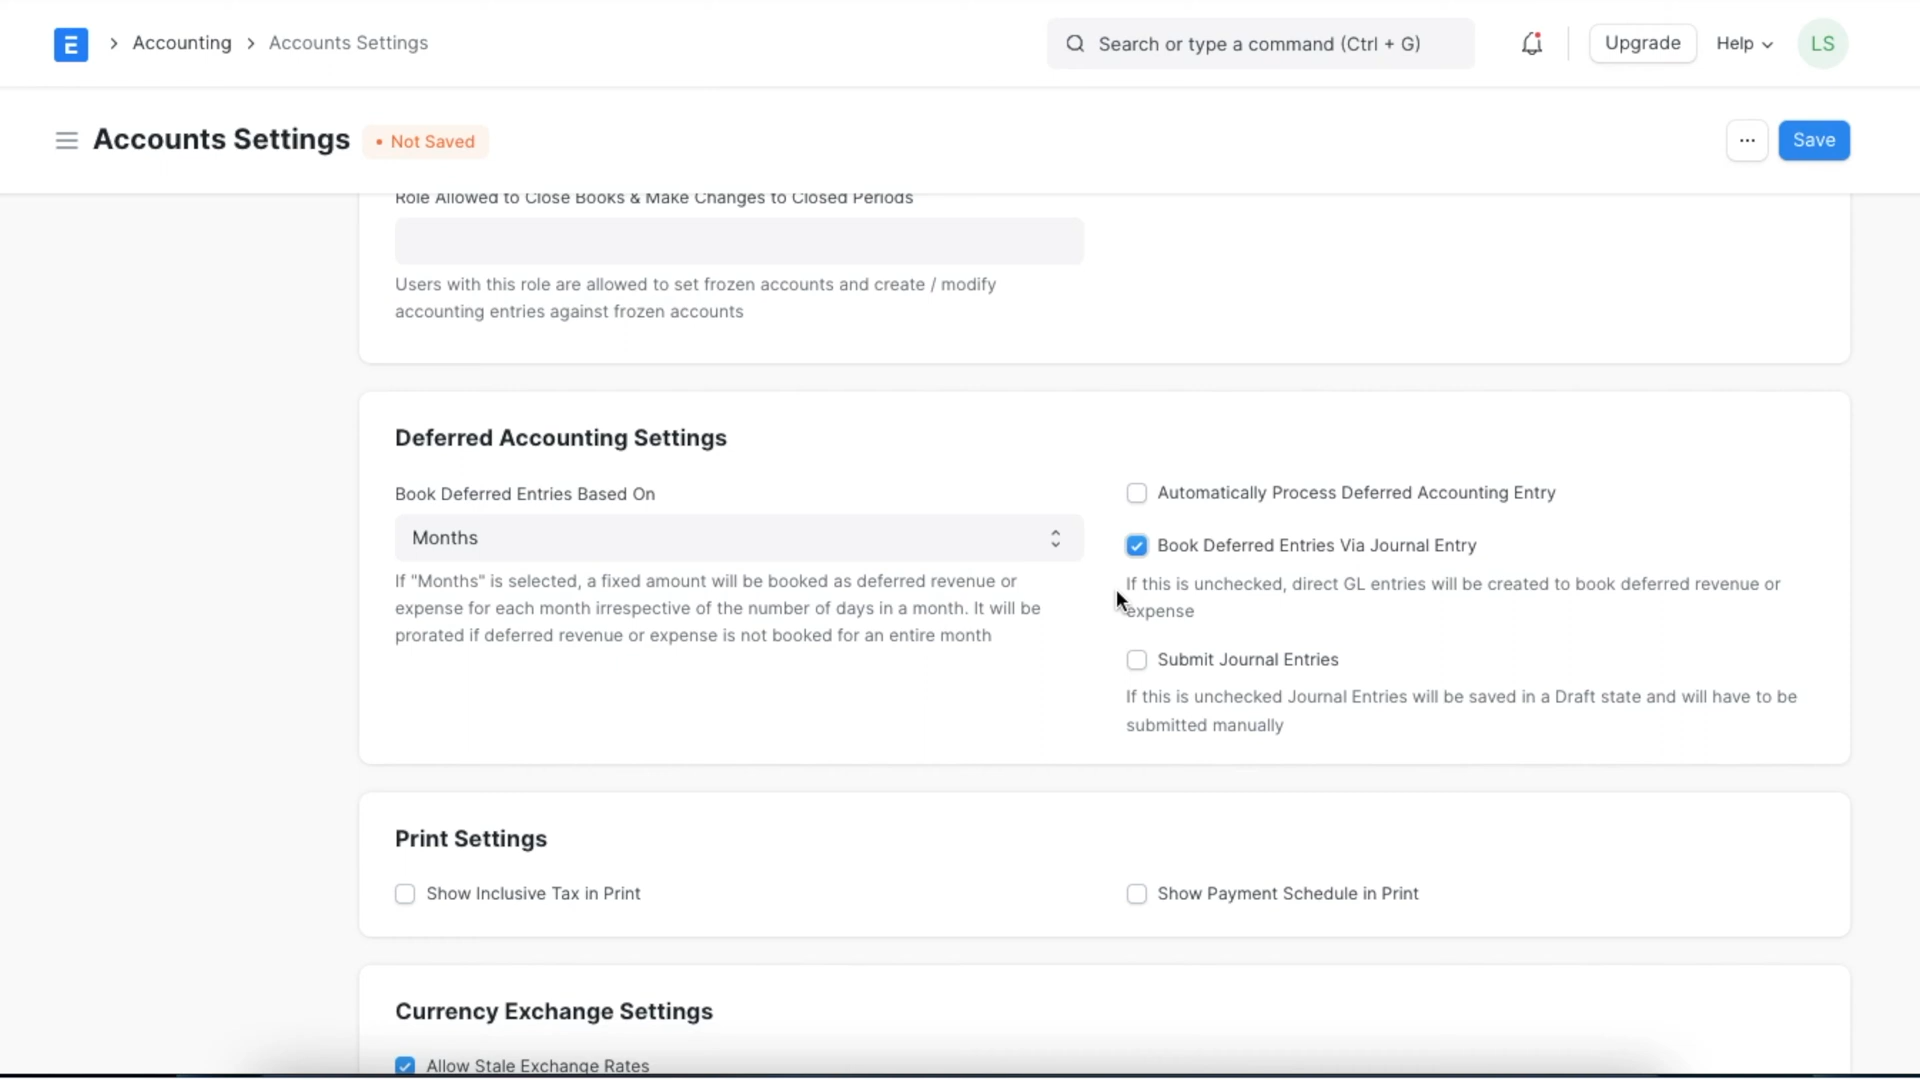 E > Accounting > Accounts Settings
Search or type a command (Ctrl + G)
Upgrade
Help
LS
Accounts Settings
• Not Saved
...
Save
Role Allowed to Close Books & Make Changes to Closed Periods
Users with this role are allowed to set frozen accounts and create / modify
accounting entries against frozen accounts
Deferred Accounting Settings
Book Deferred Entries Based On
Months
If "Months" is selected, a fixed amount will be booked as deferred revenue or
expense for each month irrespective of the number of days in a month. It will be
prorated if deferred revenue or expense is not booked for an entire month
Automatically Process Deferred Accounting Entry
Book Deferred Entries Via Journal Entry
If this is unchecked, direct GL entries will be created to book deferred revenue or
expense
Submit Journal Entries
If this is unchecked Journal Entries will be saved in a Draft state and will have to be
submitted manually
Print Settings
Show Inclusive Tax in Print
Show Payment Schedule in Print
Currency Exchange Settings
Allow Stale Exchange Rates